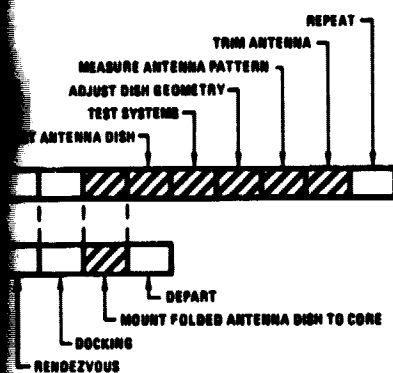 REPEAT
TRIM ANTENNA
MEASURE ANTENNA PATTERN
ADJUST DISH GEOMETRY
TEST SYSTEMS
ANTENNA DISH
DEPART
MOUNT FOLDED ANTENNA DISH TO CORE
DOCKING
RENDEZVOUS